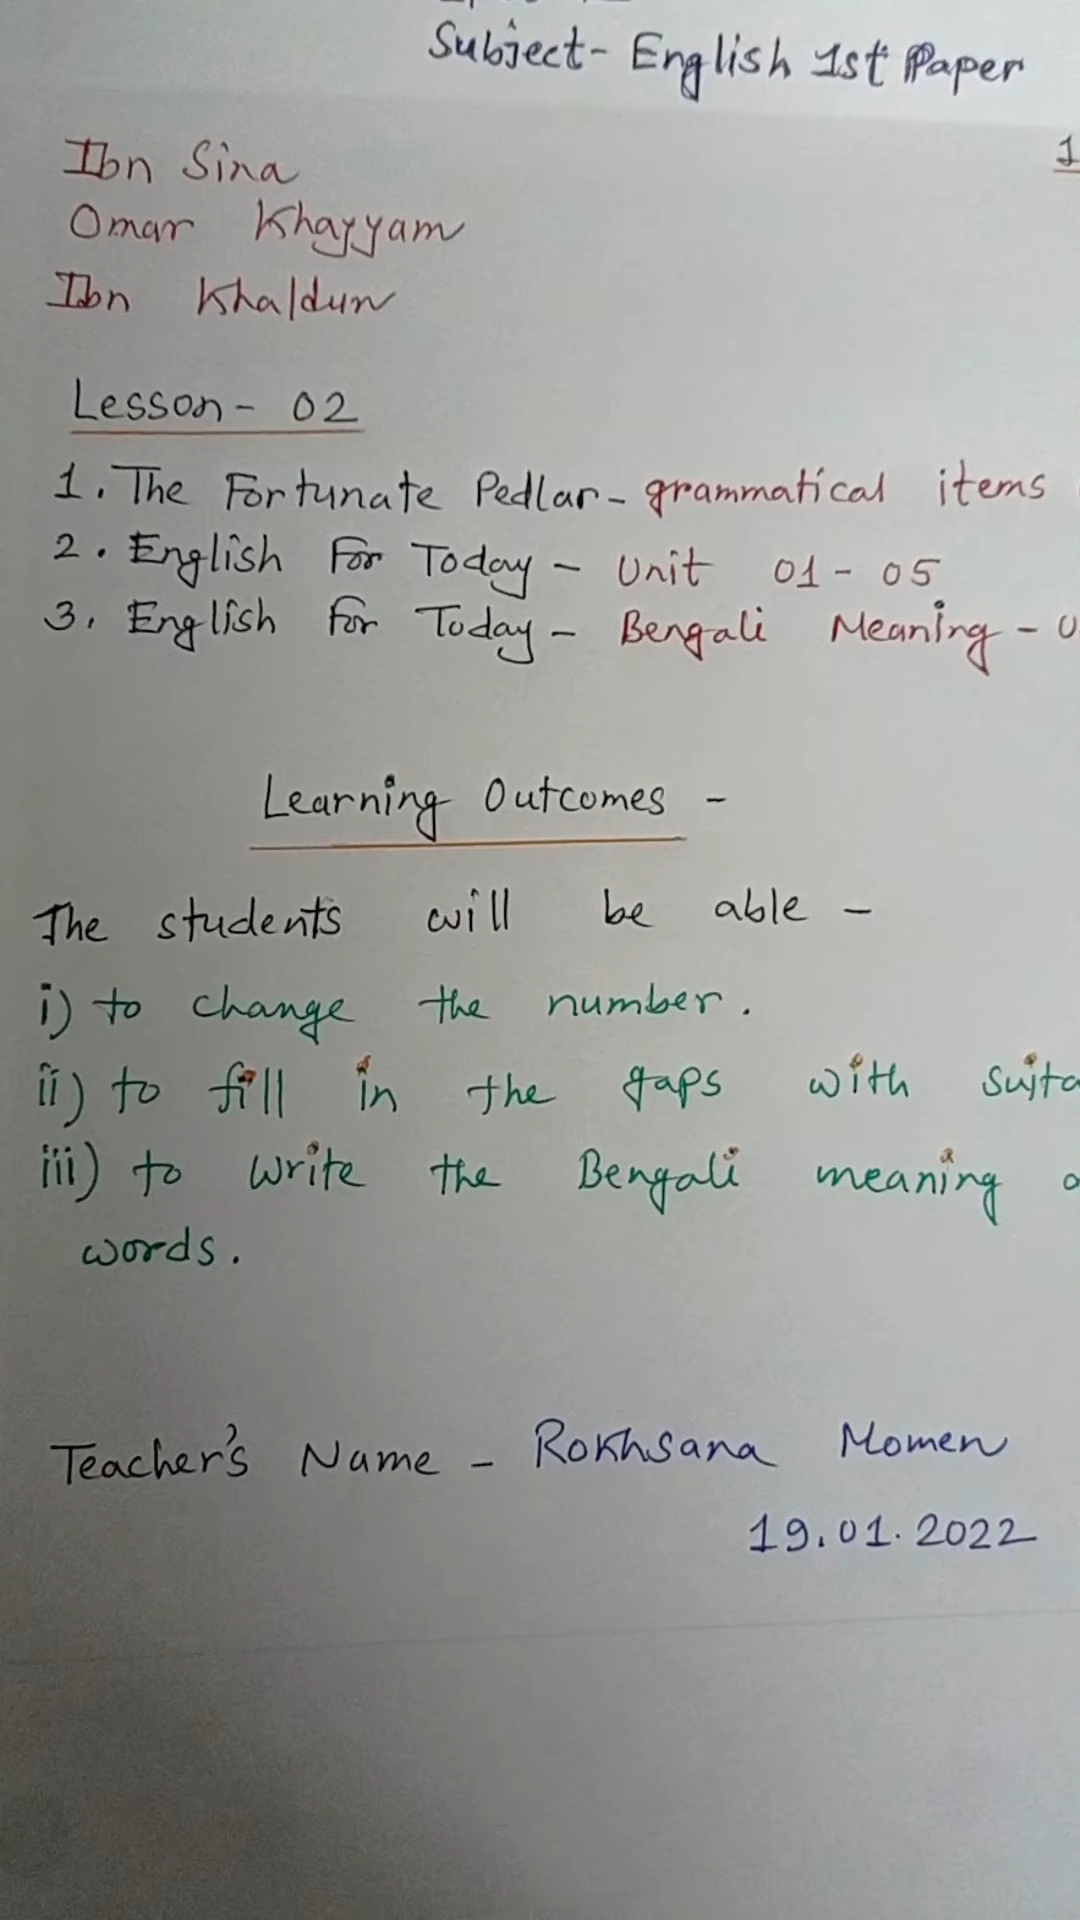 Subject- English 1st Paper
Ibn Sina
Omar Khayyam
Ibn Khaldun
Lesson- 02
1. The Fortunate Pedlar- grammatical items
2. English For Today - Unit 01 - 05
3. English for Today - Bengali Meaning -
Learning Outcomes -
The students will be able -
i) to change the number.
ii) to fill in the gaps with
iii) to write the Bengali meaning
words.
Teacher's Name - Rokhsana Momen
19.01.2022